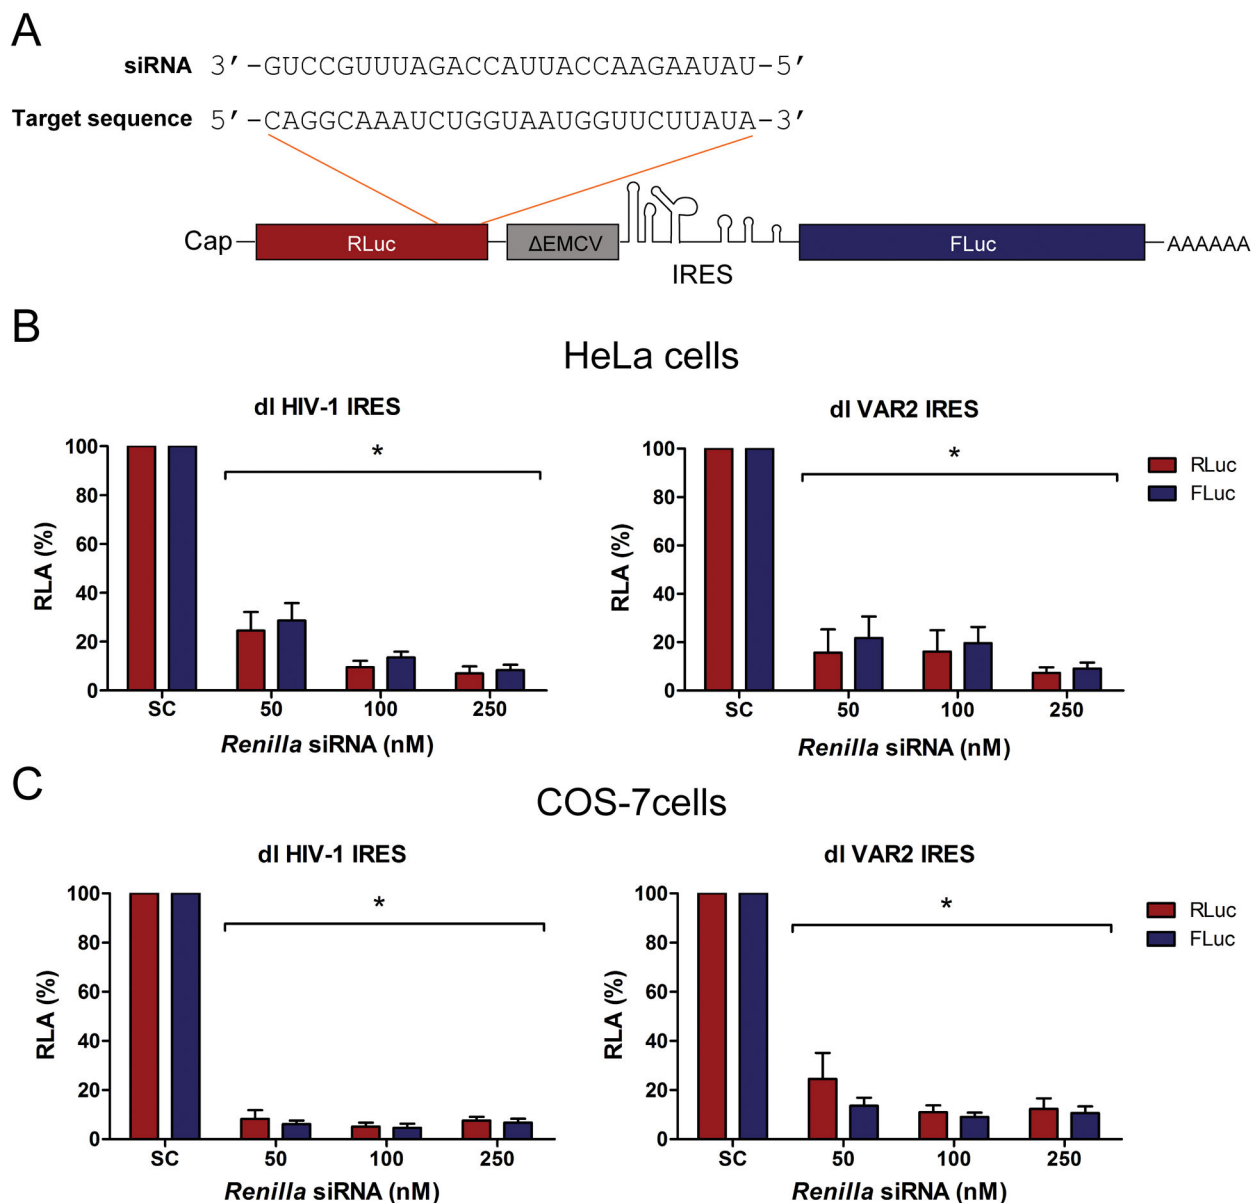 A
siRNA 3′-GUCCGUUUAGACCAUUACCAAGAAUAU-5′
Target sequence 5′-CAGGCAAAUCUGGUAAUGGUUCUUAUA-3′
Cap RLuc ΔEMCV IRES FLuc AAAAAA
B
HeLa cells
dl HIV-1 IRES
RLA (%)
100
80
60
40
20
0
SC 50 100 250
Renilla siRNA (nM)
*
dl VAR2 IRES
RLA (%)
100
80
60
40
20
0
SC 50 100 250
Renilla siRNA (nM)
*
RLuc
FLuc
C
COS-7cells
dl HIV-1 IRES
RLA (%)
100
80
60
40
20
0
SC 50 100 250
Renilla siRNA (nM)
*
dl VAR2 IRES
RLA (%)
100
80
60
40
20
0
SC 50 100 250
Renilla siRNA (nM)
*
RLuc
FLuc